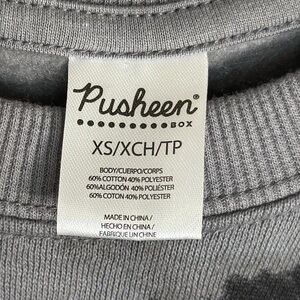 Pusheen®
BOX
XS/XCH/TP
BODY/CUERPO/CORPS
60% COTTON 40% POLYESTER
60%ALGODÓN 40% POLIÉSTER
60% COTON 40% POLYESTER
MADE IN CHINA /
HECHO EN CHINA /
FABRIQUÉ EN CHINE